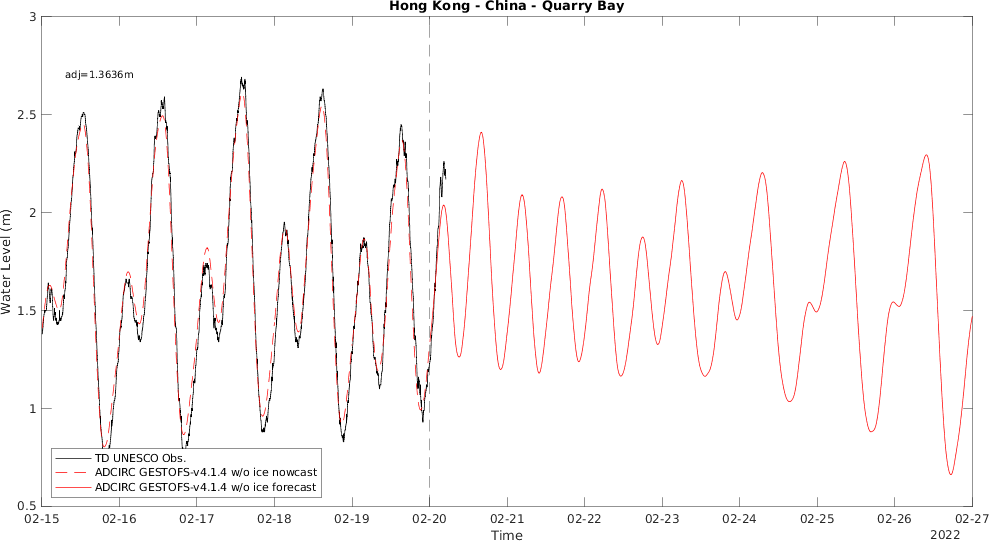 Hong Kong - China - Quarry Bay
3
adj=1.3636m
2.5
2
Water Level (m)
1.5
1
TD UNESCO Obs.
ADCIRC GESTOFS-v4.1.4 w/o ice nowcast
ADCIRC GESTOFS-v4.1.4 w/o ice forecast
0.5
02-15 02-16 02-17 02-18 02-19 02-20 02-21 02-22 02-23 02-24 02-25 02-26 02-27
Time
2022